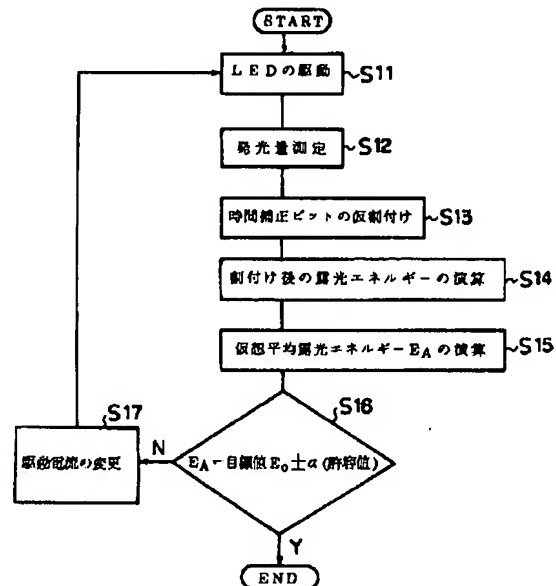 START
LEDの駆動
S11
発光量測定
S12
時間補正ビットの仮割付け
S13
割付け後の露光エネルギーの演算
S14
仮想平均露光エネルギーEAの演算
S15
S16
EA－目標値E0±α(許容値)
S17
駆動電流の変更
N
Y
END